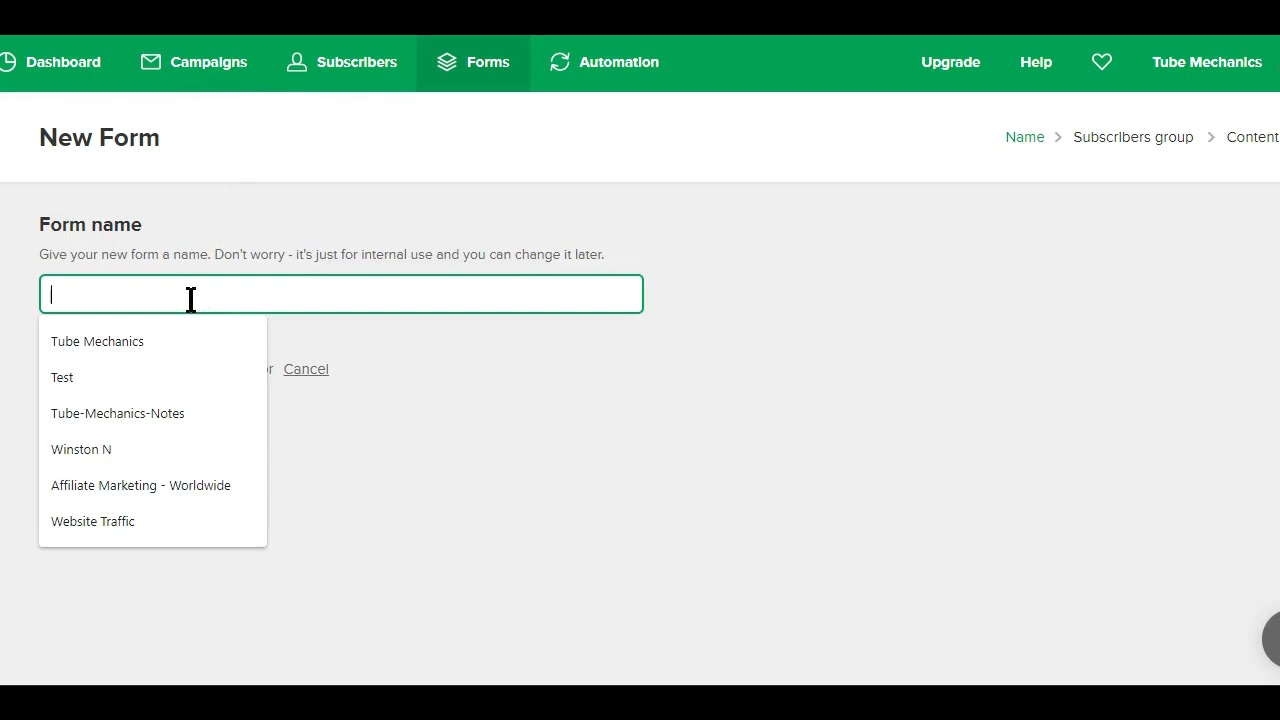 Dashboard Campaigns Subscribers Forms Automation Upgrade Help Tube Mechanics
New Form
Name Subscribers group Content
Form name
Give your new form a name. Don't worry - it's just for internal use and you can change it later.
Tube Mechanics
or Cancel
Test
Tube-Mechanics-Notes
Winston N
Affiliate Marketing - Worldwide
Website Traffic